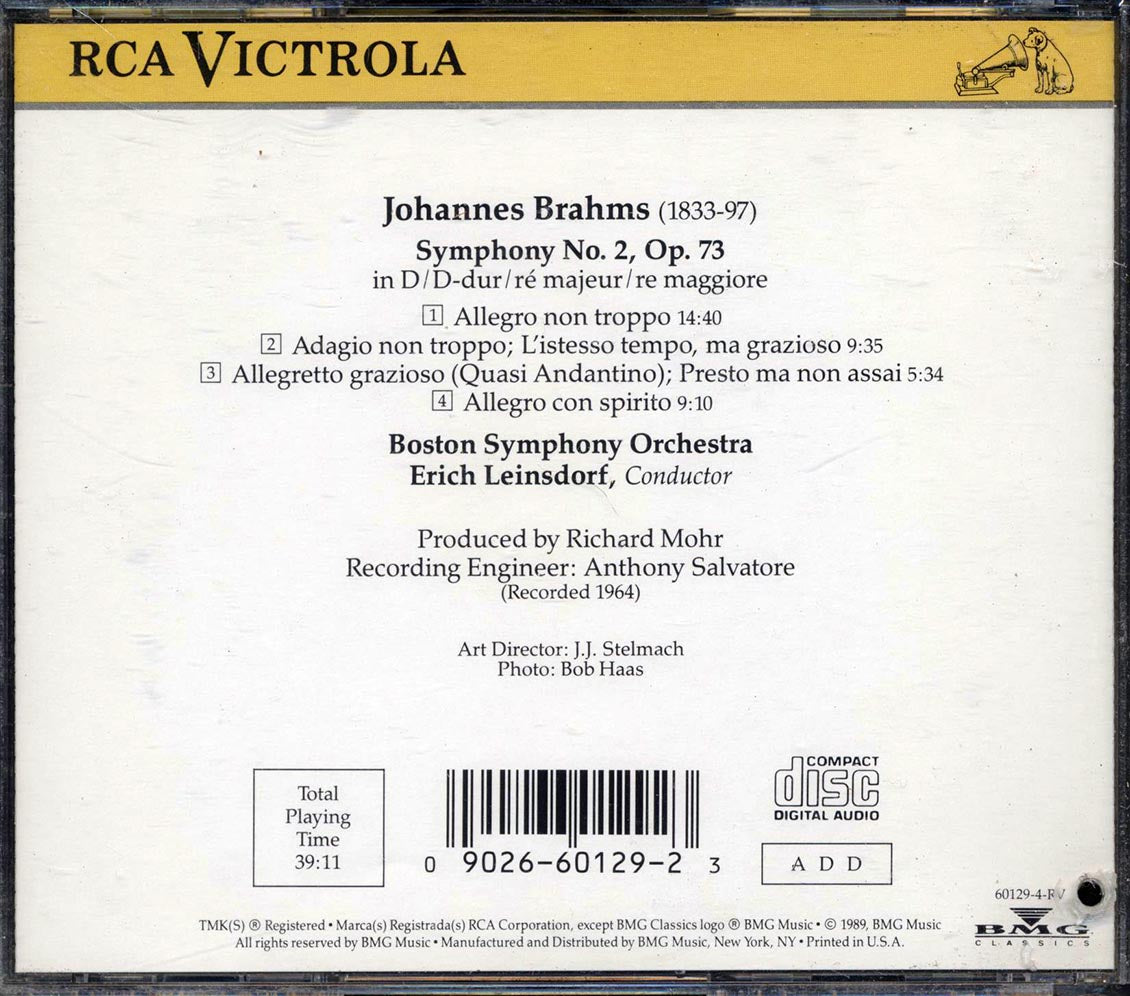 RCA VICTROLA
Johannes Brahms (1833-97)
Symphony No. 2, Op. 73
in D/D-dur/ré majeur/re maggiore
1 Allegro non troppo 14:40
2 Adagio non troppo; L'istesso tempo, ma grazioso 9:35
3 Allegretto grazioso (Quasi Andantino); Presto ma non assai 5:34
4 Allegro con spirito 9:10
Boston Symphony Orchestra
Erich Leinsdorf, Conductor
Produced by Richard Mohr
Recording Engineer: Anthony Salvatore
(Recorded 1964)
Art Director: J.J. Stelmach
Photo: Bob Haas
Total
Playing
Time
39:11
0 9026-60129-2 3
COMPACT
disc
DIGITAL AUDIO
A D D
60129-4-RV
BMG
CLASSICS
TMK(S) ® Registered • Marca(s) Registrada(s) RCA Corporation, except BMG Classics logo ® BMG Music • © 1989, BMG Music
All rights reserved by BMG Music • Manufactured and Distributed by BMG Music, New York, NY • Printed in U.S.A.